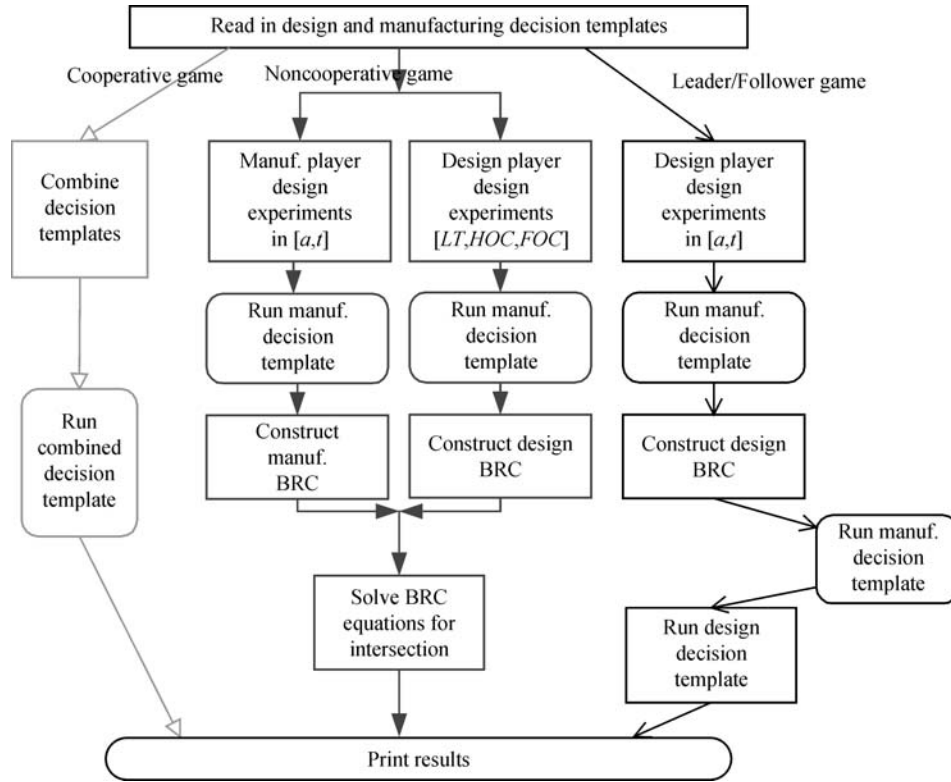 Read in design and manufacturing decision templates
Cooperative game
Noncooperative game
Leader/Follower game
Combine
decision
templates
Manuf. player
design
experiments
in [a,t]
Design player
design
experiments
[LT,HOC,FOC]
Design player
design
experiments
in [a,t]
Run manuf.
decision
template
Run manuf.
decision
template
Run manuf.
decision
template
Run
combined
decision
template
Construct
manuf.
BRC
Construct design
BRC
Construct design
BRC
Run manuf.
decision
template
Solve BRC
equations for
intersection
Run design
decision
template
Print results